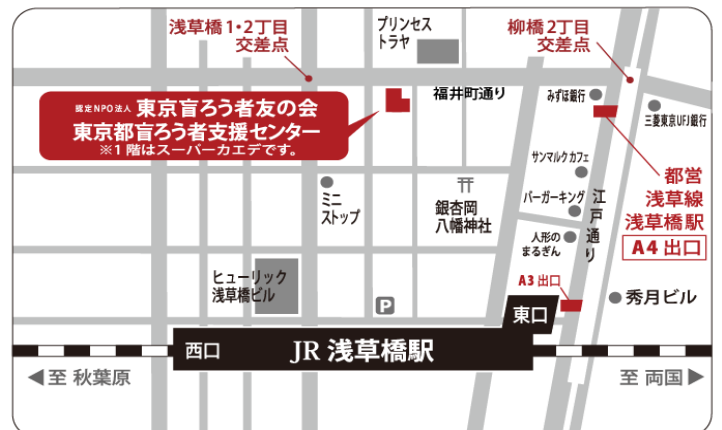 浅草橋1・2丁目
交差点
プリンセス
トラヤ
柳橋2丁目
交差点
認定NPO法人 東京盲ろう者友の会
東京都盲ろう者支援センター
※1階はスーパーカエデです。
福井町通り
みずほ銀行
三菱東京UFJ銀行
サンマルクカフェ
バーガーキング
人形の
まるぎん
江戸通り
都営
浅草線
浅草橋駅
A4 出口
ミニ
ストップ
銀杏岡
八幡神社
ヒューリック
浅草橋ビル
P
A3 出口
秀月ビル
東口
西口
JR 浅草橋駅
◀至 秋葉原
至 両国▶